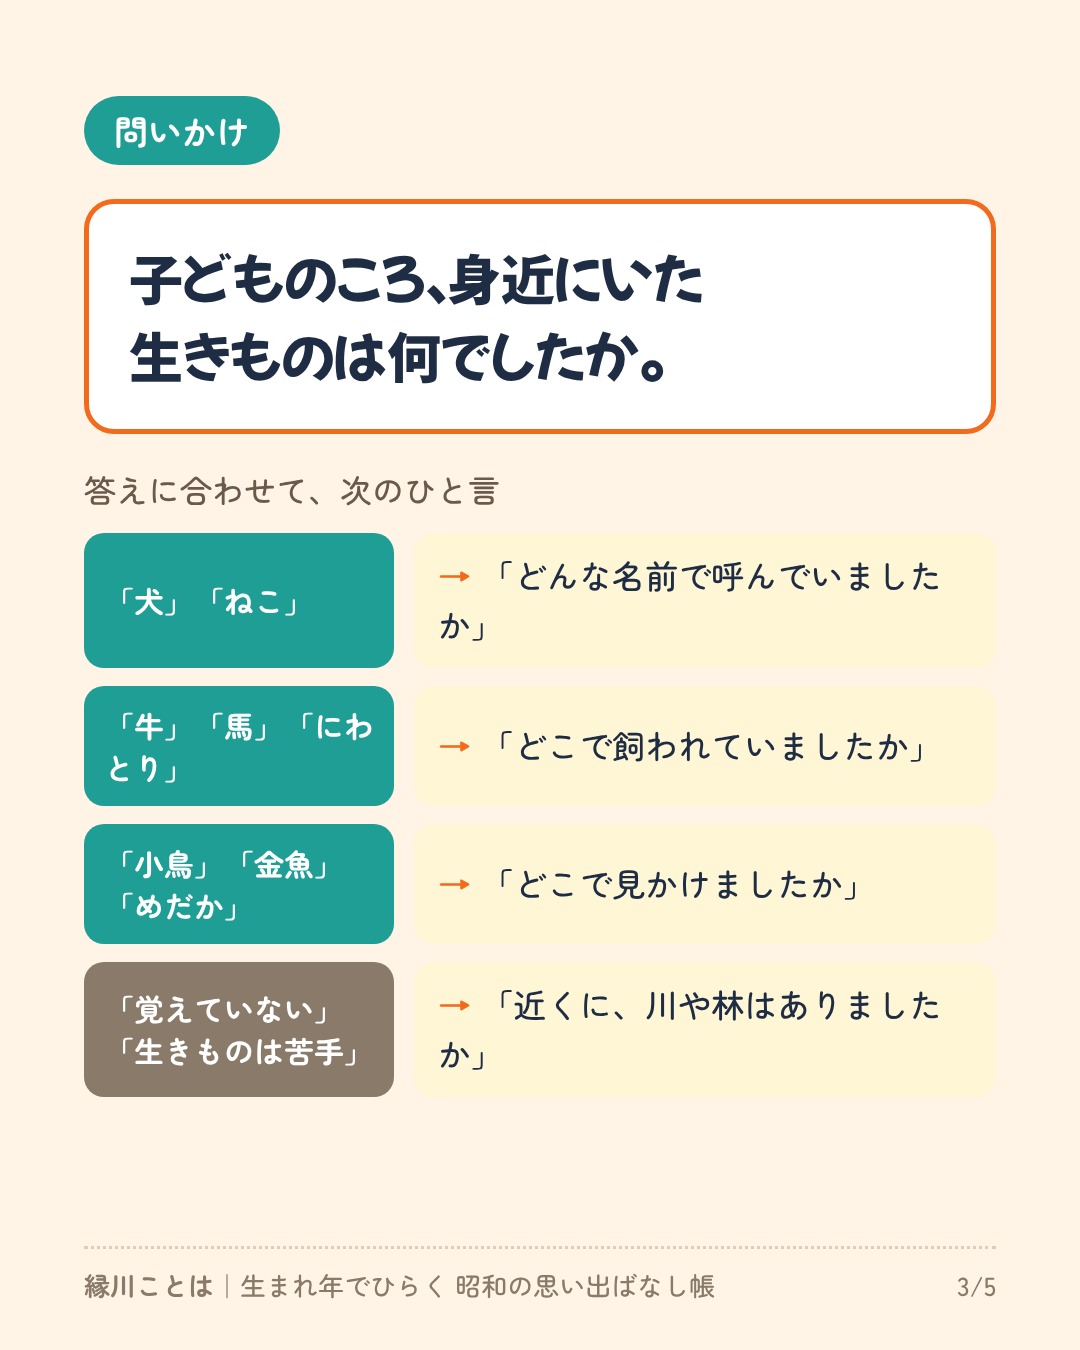 問いかけ
子どものころ、身近にいた
生きものは何でしたか。
答えに合わせて、次のひと言
「犬」「ねこ」
→「どんな名前で呼んでいました
か」
「牛」「馬」「にわ
とり」
→「どこで飼われていましたか」
「小鳥」「金魚」
「めだか」
→「どこで見かけましたか」
「覚えていない」
「生きものは苦手」
→「近くに、川や林はありました
か」
縁川ことは｜生まれ年でひらく 昭和の思い出ばなし帳
3/5